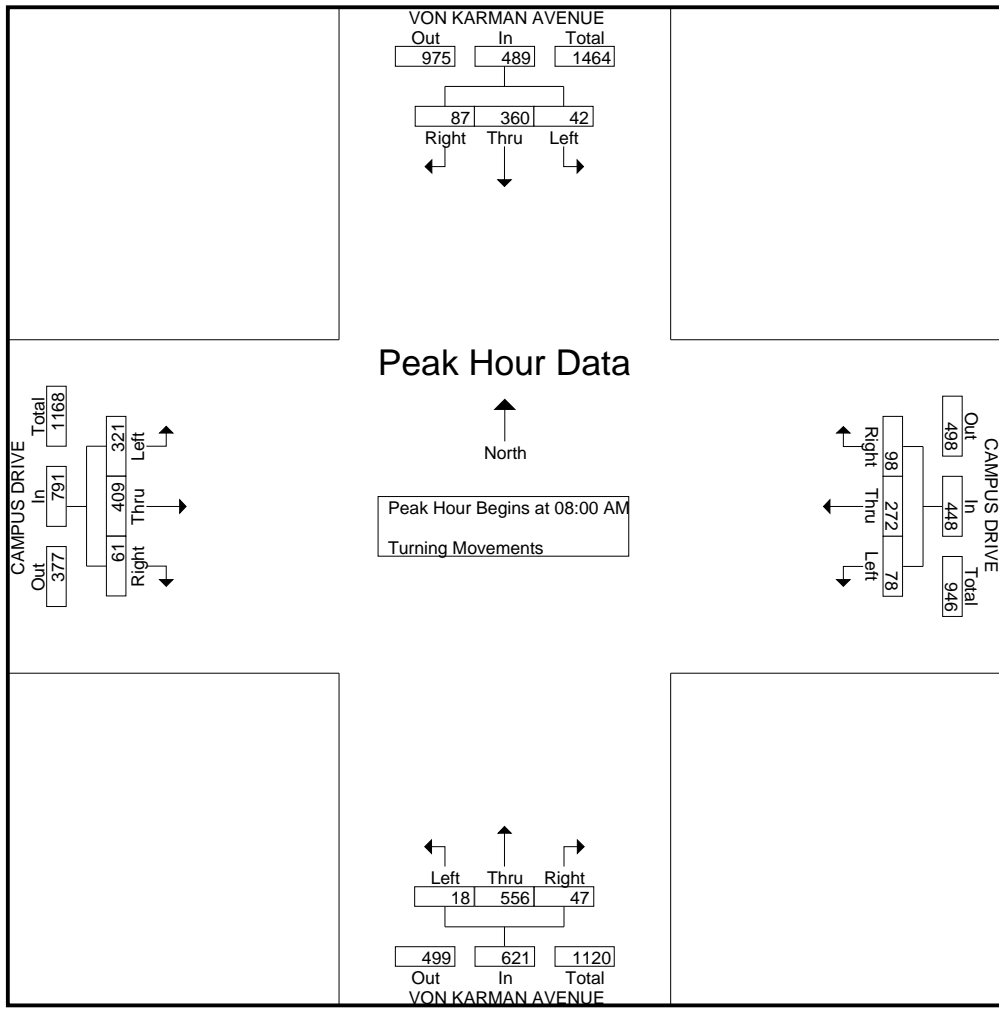 VON KARMAN AVENUE
Out In Total
975 489 1464
87 360 42
Right Thru Left
Peak Hour Data
North
Peak Hour Begins at 08:00 AM
Turning Movements
CAMPUS DRIVE
Out In Total
377 791 1168
321 409 61
Left Thru Right
CAMPUS DRIVE
Out In Total
498 448 946
98 272 78
Right Thru Left
Left Thru Right
18 556 47
499 621 1120
Out In Total
VON KARMAN AVENUE